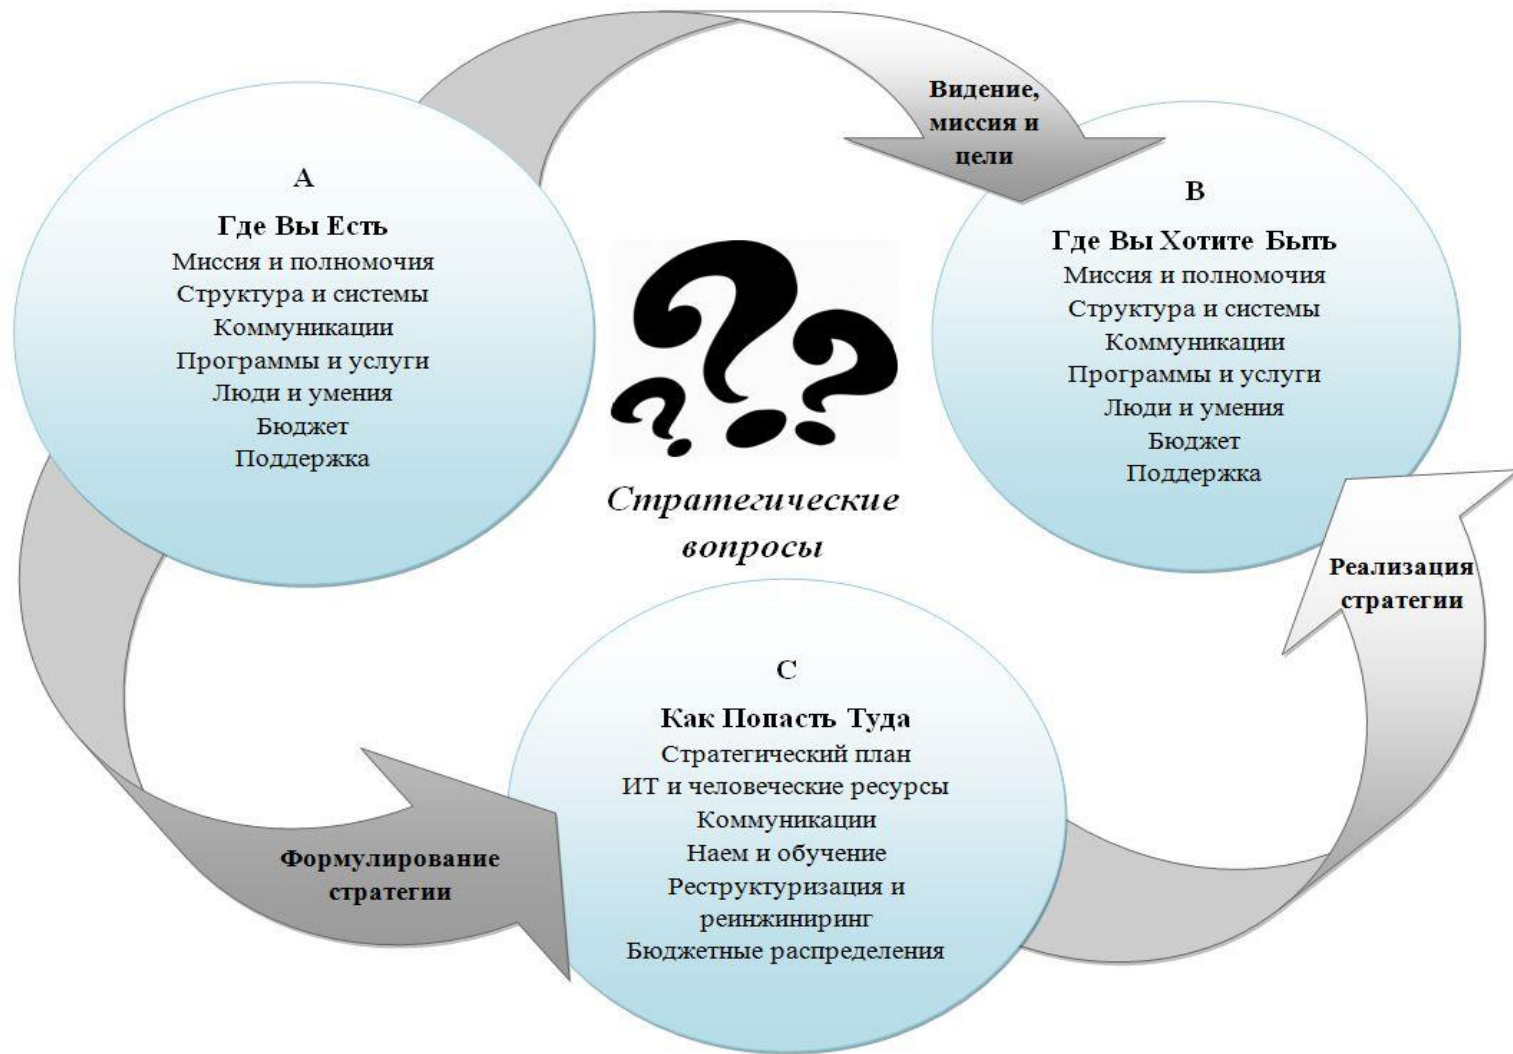 Видение,
миссия и
цели
А
Где Вы Есть
Миссия и полномочия
Структура и системы
Коммуникации
Программы и услуги
Люди и умения
Бюджет
Поддержка
В
Где Вы Хотите Быть
Миссия и полномочия
Структура и системы
Коммуникации
Программы и услуги
Люди и умения
Бюджет
Поддержка
Стратегические
вопросы
Реализация
стратегии
С
Как Попасть Туда
Стратегический план
ИТ и человеческие ресурсы
Коммуникации
Наем и обучение
Реструктуризация и
реинжиниринг
Бюджетные распределения
Формулирование
стратегии